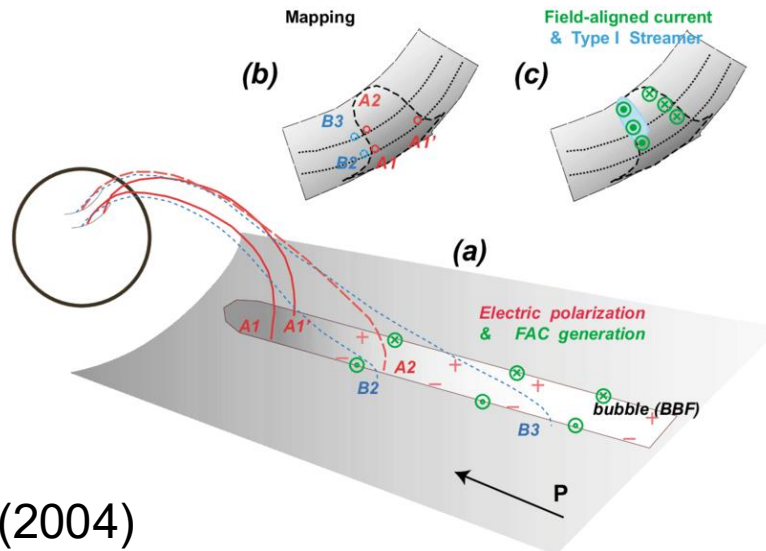 Mapping
Field-aligned current
& Type I Streamer
(b)
(c)
A2
B3
A1'
B2
A1
(a)
Electric polarization
& FAC generation
A1
A1'
+
⊗
−
⊙
A2
B2
+
⊗
+
⊗
−
⊙
−
bubble (BBF)
+
B3
⊙
−
P
(2004)